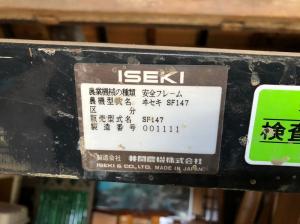 ISEKI
農業機械の種類 安全フレーム
農機型式名 ヰセキ SF147
区分
販売型式名 SF147
製造番号 001111
製造会社 井関農機株式会社
ISEKI & CO.,LTD. MADE IN JAPAN
検査